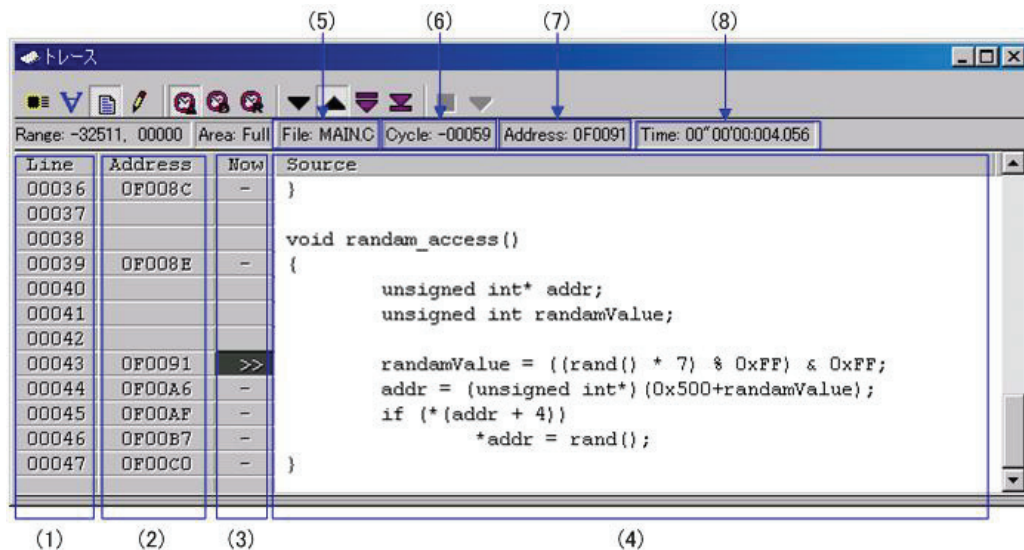 (5) (6) (7) (8)
トレース
Range: -32511, 00000 Area: Full File: MAIN.C Cycle: -00059 Address: 0F0091 Time: 00"00'00:004.056
Line Address Now Source
00036 0F008C - }
00037
00038 void randam_access()
00039 0F008E - {
00040 unsigned int* addr;
00041 unsigned int randamValue;
00042
00043 0F0091 >> randamValue = ((rand() * 7) % 0xFF) & 0xFF;
00044 0F00A6 - addr = (unsigned int*)(0x500+randamValue);
00045 0F00AF - if (*(addr + 4))
00046 0F00B7 - *addr = rand();
00047 0F00C0 - }
(1) (2) (3) (4)